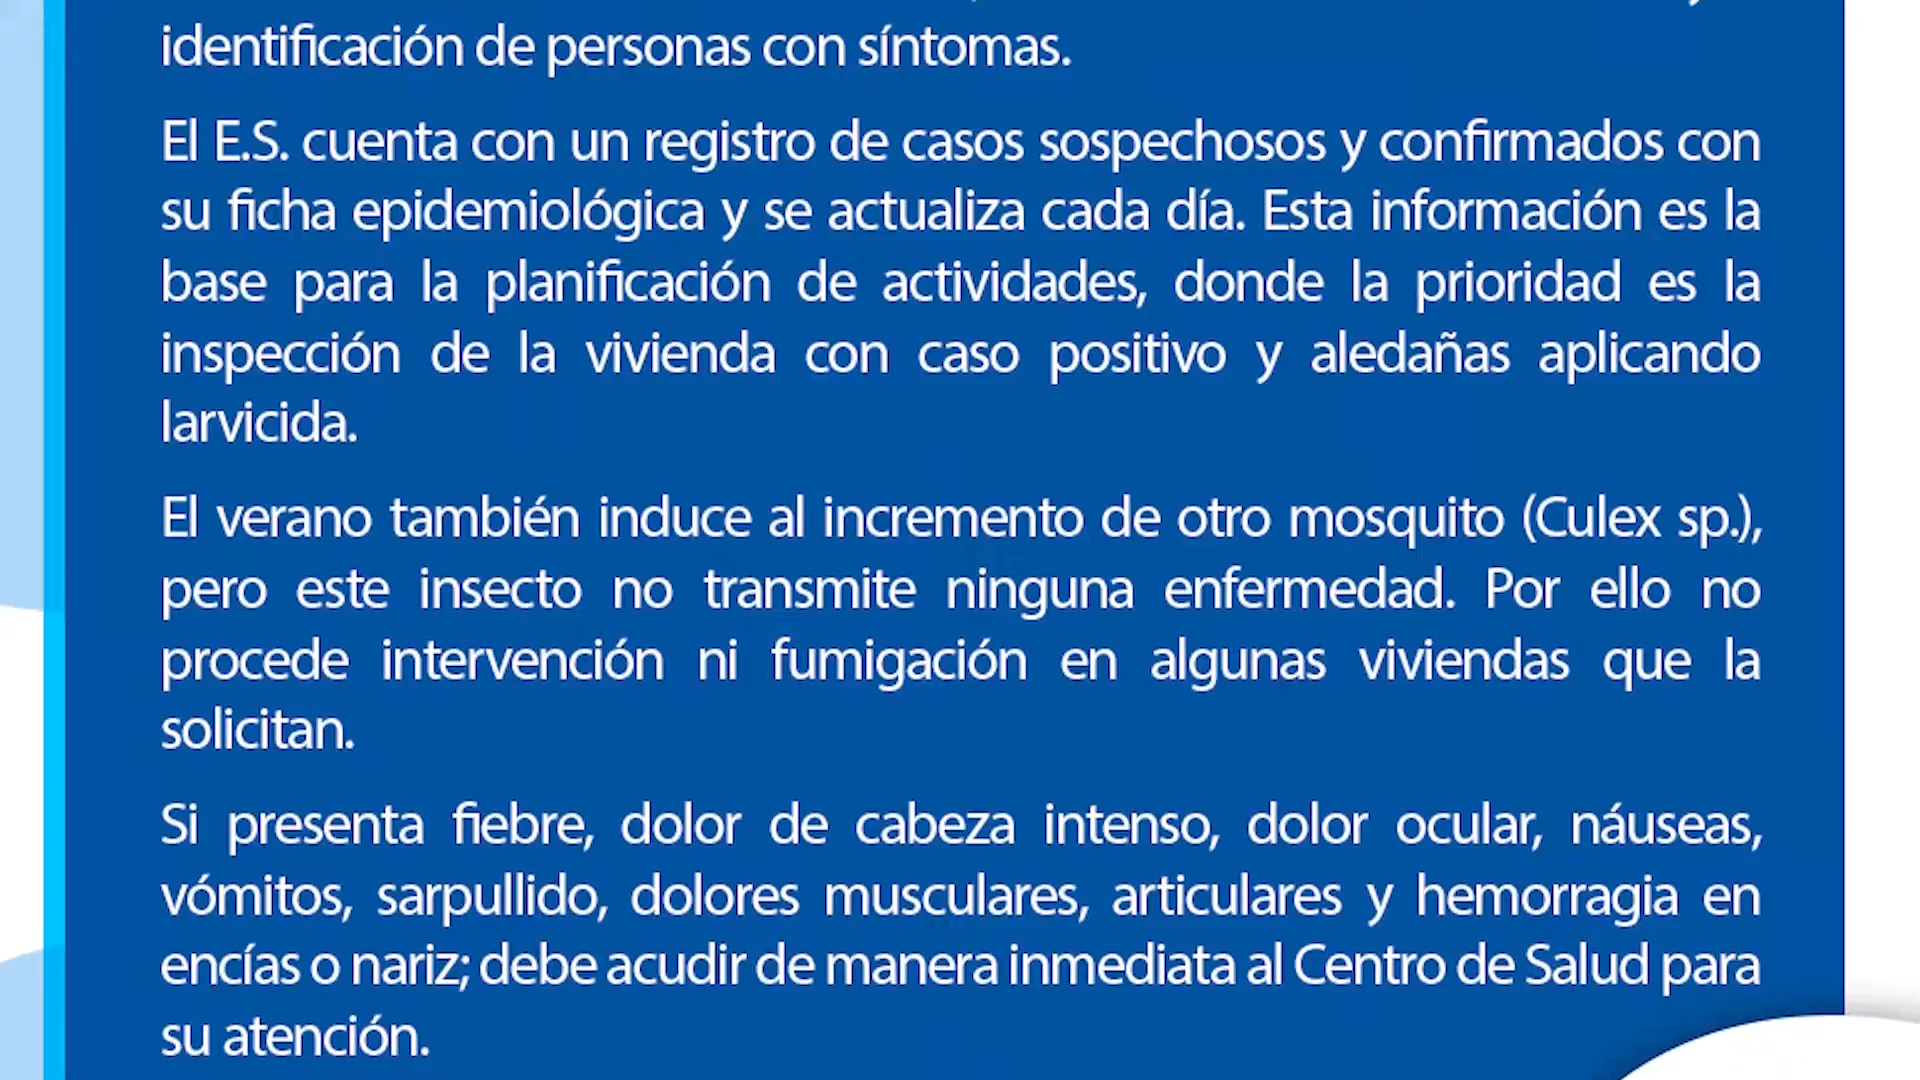 identificación de personas con síntomas.
El E.S. cuenta con un registro de casos sospechosos y confirmados con
su ficha epidemiológica y se actualiza cada día. Esta información es la
base para la planificación de actividades, donde la prioridad es la
inspección de la vivienda con caso positivo y aledañas aplicando
larvicida.
El verano también induce al incremento de otro mosquito (Culex sp.),
pero este insecto no transmite ninguna enfermedad. Por ello no
procede intervención ni fumigación en algunas viviendas que la
solicitan.
Si presenta fiebre, dolor de cabeza intenso, dolor ocular, náuseas,
vómitos, sarpullido, dolores musculares, articulares y hemorragia en
encías o nariz; debe acudir de manera inmediata al Centro de Salud para
su atención.